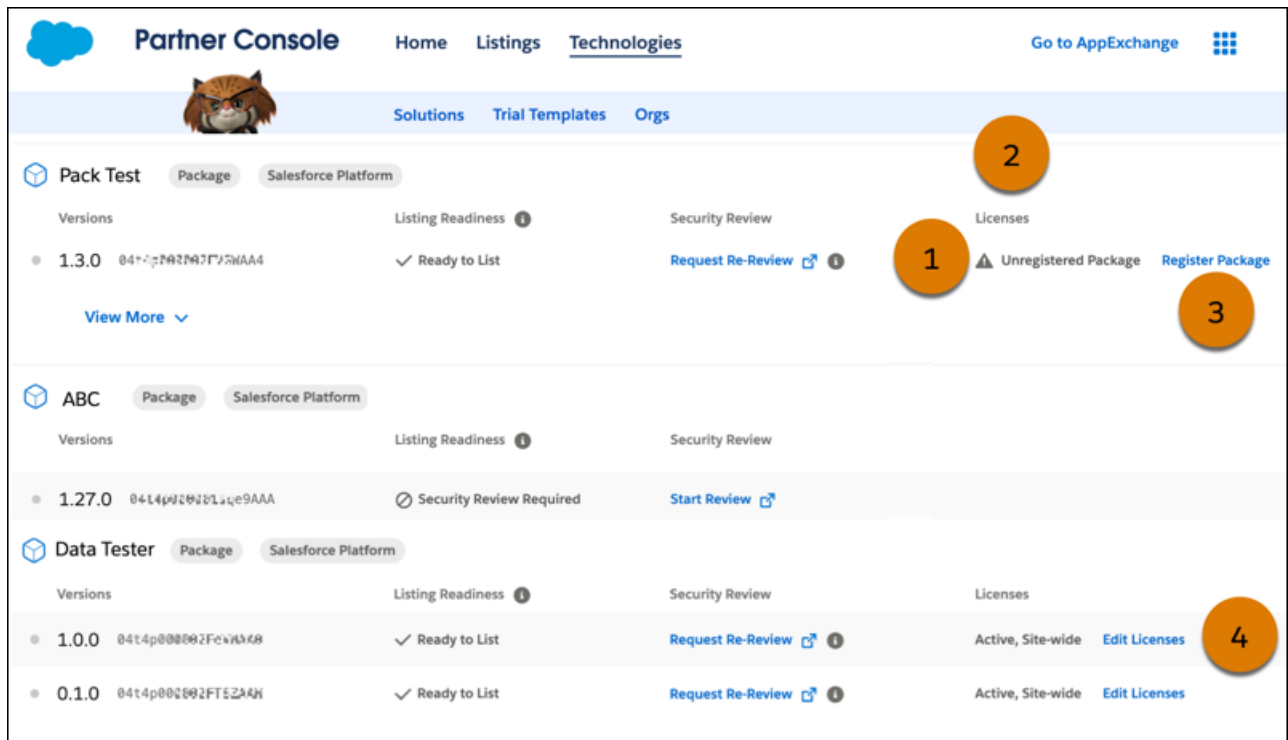 Partner Console Home Listings Technologies Go to AppExchange
Solutions Trial Templates Orgs
2
Pack Test Package Salesforce Platform
Versions Listing Readiness Security Review Licenses
1.3.0 Ready to List Request Re-Review 1 Unregistered Package Register Package
3
View More
ABC Package Salesforce Platform
Versions Listing Readiness Security Review
1.27.0 Security Review Required Start Review
Data Tester Package Salesforce Platform
Versions Listing Readiness Security Review Licenses
1.0.0 Ready to List Request Re-Review Active, Site-wide Edit Licenses 4
0.1.0 Ready to List Request Re-Review Active, Site-wide Edit Licenses